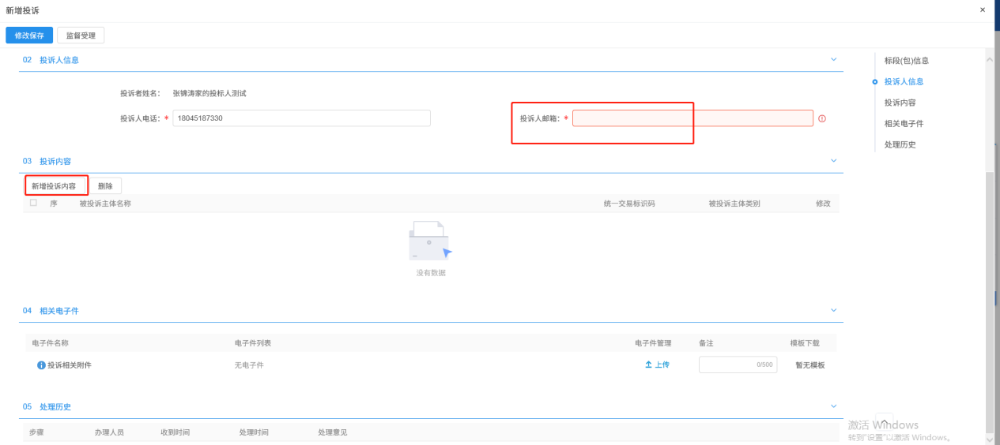 新增投诉 ×
修改保存 监督受理
02 投诉人信息
标段(包)信息
投诉人信息
投诉内容
相关电子件
处理历史
投诉者姓名: 张锦涛家的投标人测试
投诉人电话: * 18045187330 投诉人邮箱: *
03 投诉内容
新增投诉内容 删除
序 被投诉主体名称 统一交易标识码 被投诉主体类别 修改
没有数据
04 相关电子件
电子件名称 电子件列表 电子件管理 备注 模板下载
投诉相关附件 无电子件 上传 0/500 暂无模板
05 处理历史
步骤 办理人员 收到时间 处理时间 处理意见
激活 Windows
转到"设置"以激活 Windows。